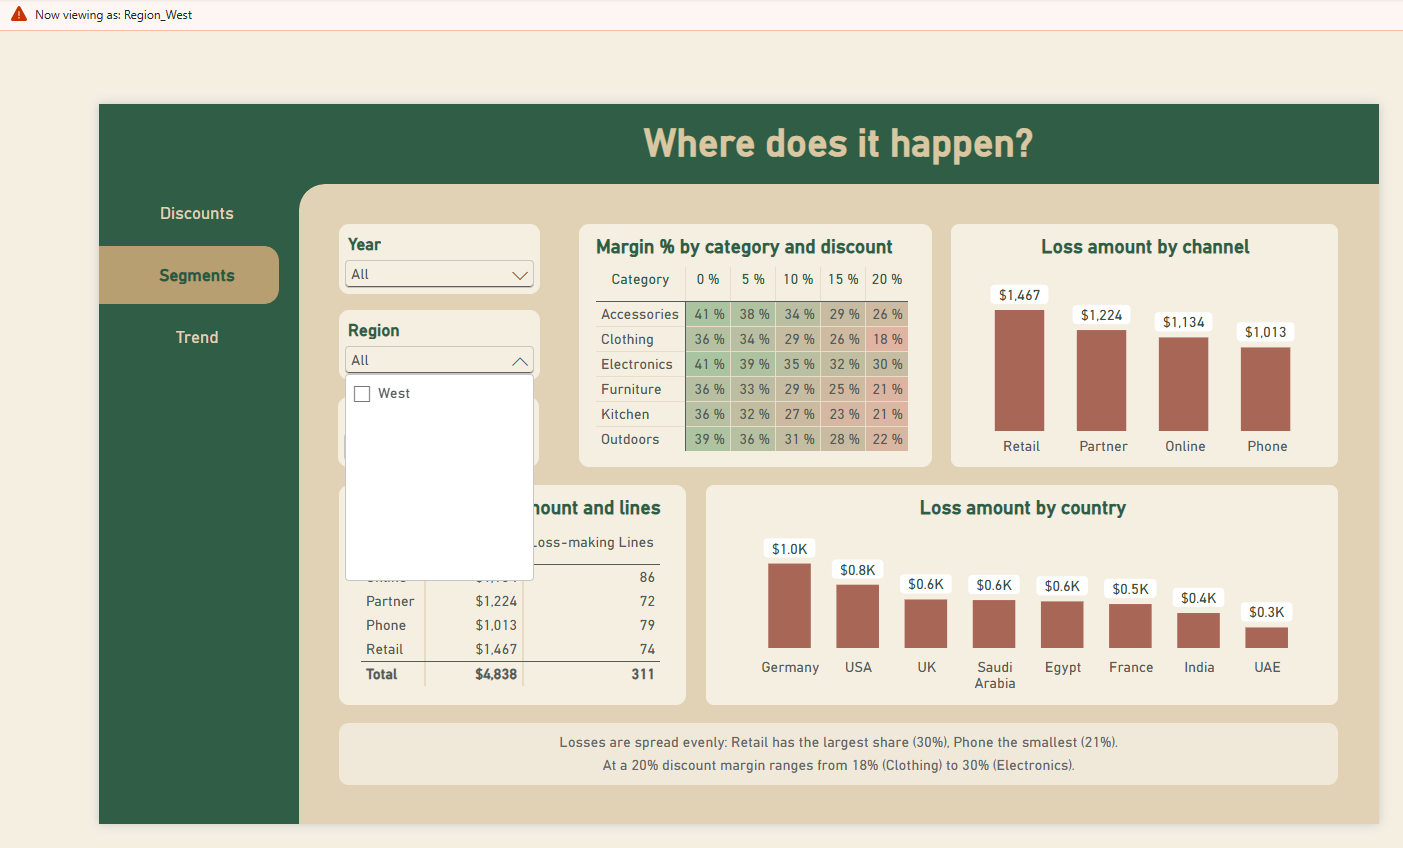 Now viewing as: Region_West
Where does it happen?
Discounts
Segments
Trend
Year
All
Region
All
West
Margin % by category and discount
Category 0 % 5 % 10 % 15 % 20 %
Accessories 41 % 38 % 34 % 29 % 26 %
Clothing 36 % 34 % 29 % 26 % 18 %
Electronics 41 % 39 % 35 % 32 % 30 %
Furniture 36 % 33 % 29 % 25 % 21 %
Kitchen 36 % 32 % 27 % 23 % 21 %
Outdoors 39 % 36 % 31 % 28 % 22 %
Loss amount by channel
$1,467
$1,224
$1,134
$1,013
Retail Partner Online Phone
and lines
Loss-making Lines
86
Partner $1,224 72
Phone $1,013 79
Retail $1,467 74
Total $4,838 311
Loss amount by country
$1.0K
$0.8K
$0.6K
$0.6K
$0.6K
$0.5K
$0.4K
$0.3K
Germany USA UK Saudi Arabia Egypt France India UAE
Losses are spread evenly: Retail has the largest share (30%), Phone the smallest (21%).
At a 20% discount margin ranges from 18% (Clothing) to 30% (Electronics).